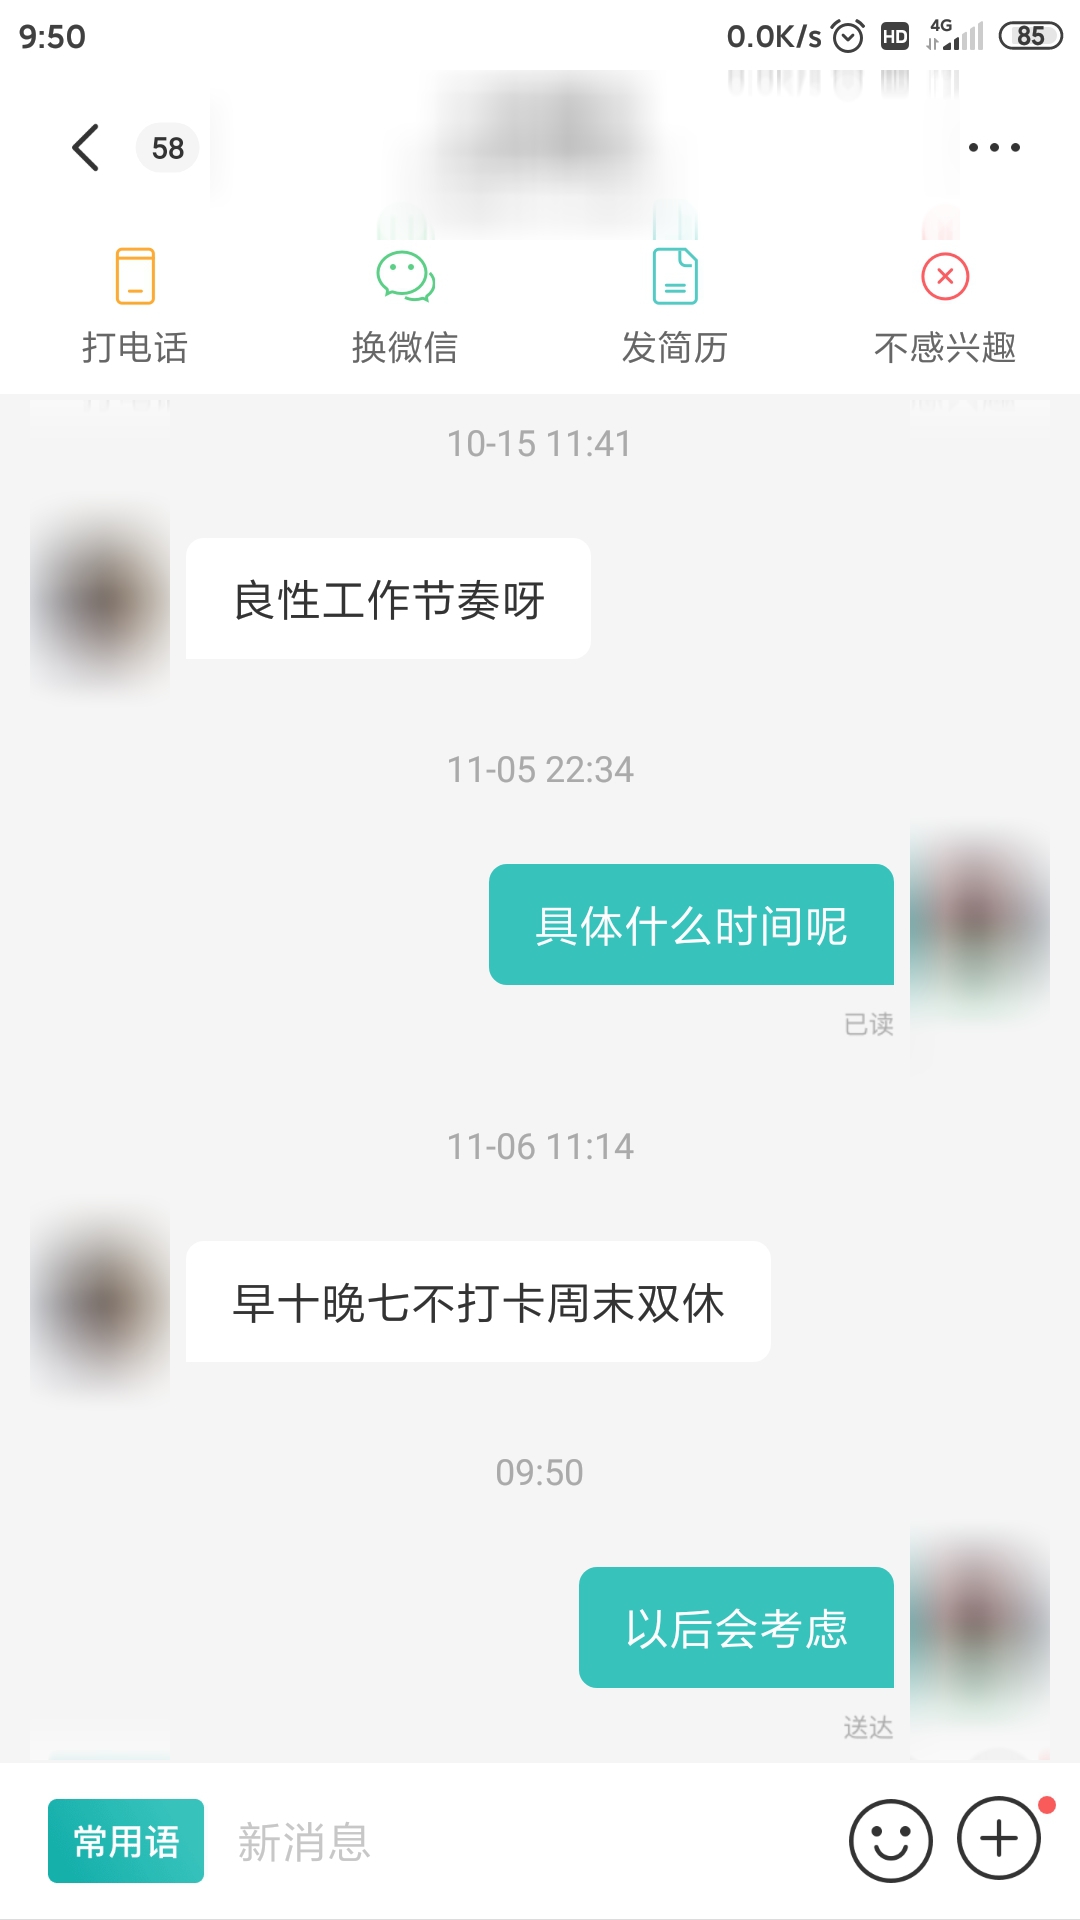 9:50
0.0K/s HD 4G 85
58
打电话 换微信 发简历 不感兴趣
10-15 11:41
良性工作节奏呀
11-05 22:34
具体什么时间呢
已读
11-06 11:14
早十晚七不打卡周末双休
09:50
以后会考虑
送达
常用语 新消息